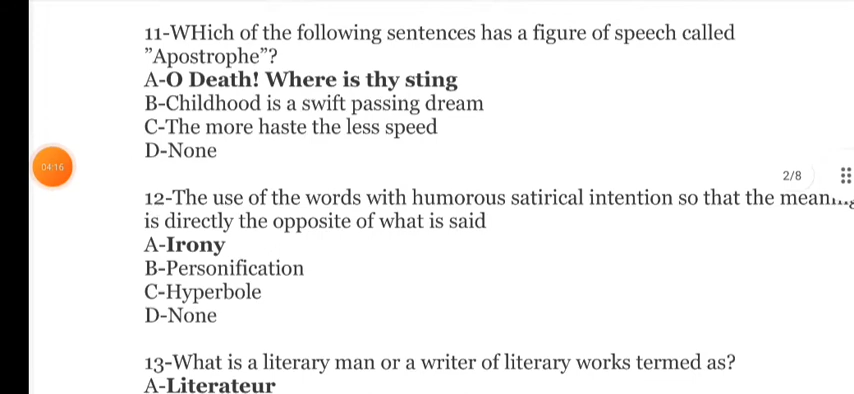 11-WHich of the following sentences has a figure of speech called
”Apostrophe”?
A-O Death! Where is thy sting
B-Childhood is a swift passing dream
C-The more haste the less speed
D-None
04:16
2/8
12-The use of the words with humorous satirical intention so that the
is directly the opposite of what is said
A-Irony
B-Personification
C-Hyperbole
D-None
13-What is a literary man or a writer of literary works termed as?
A-Literateur